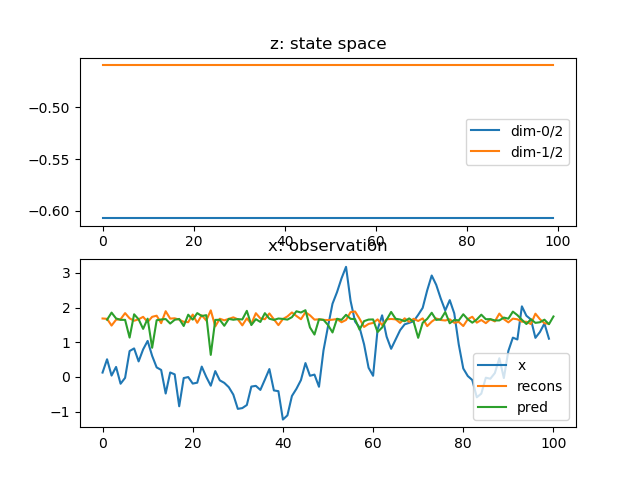 z: state space
−0.50
−0.55
−0.60
dim-0/2
dim-1/2
0 20 40 60 80 100
x: observation
3
2
1
0
−1
x
recons
pred
0 20 40 60 80 100